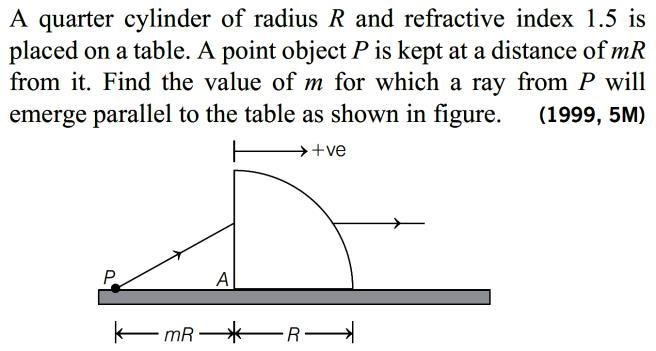 A quarter cylinder of radius R and refractive index 1.5 is
placed on a table. A point object P is kept at a distance of mR
from it. Find the value of m for which a ray from P will
emerge parallel to the table as shown in figure. (1999, 5M)
+ve
P
A
mR
R